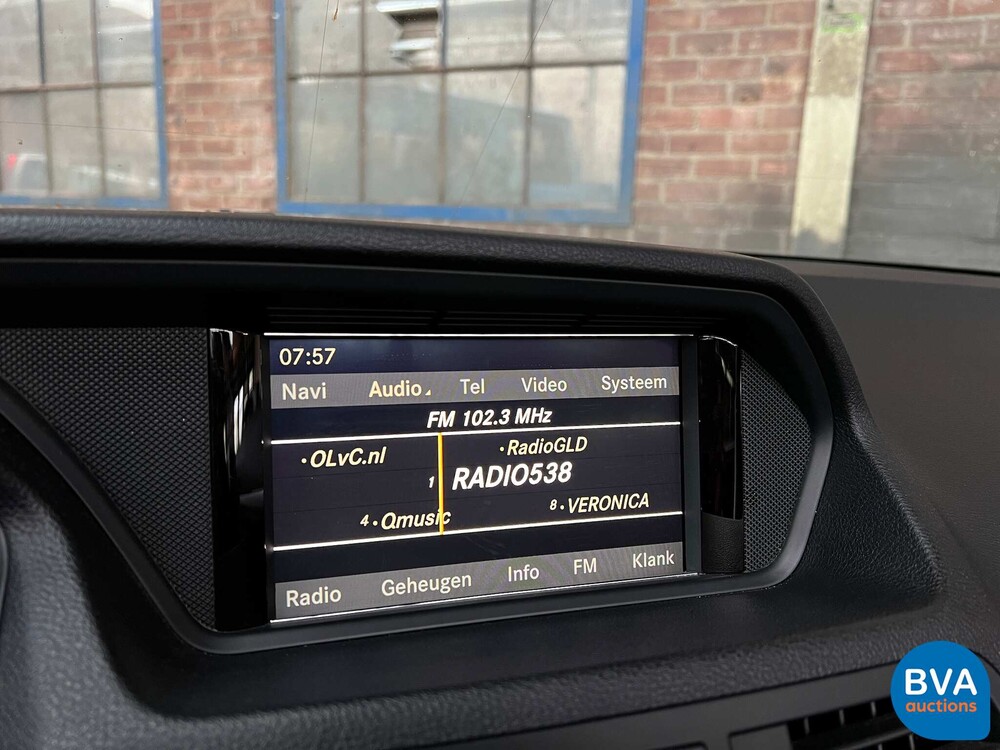 07:57
Navi Audio Tel Video Systeem
FM 102.3 MHz
•OLvC.nl •RadioGLD
1 RADIO538
4•Qmusic 8•VERONICA
Radio Geheugen Info FM Klank
BVA
auctions